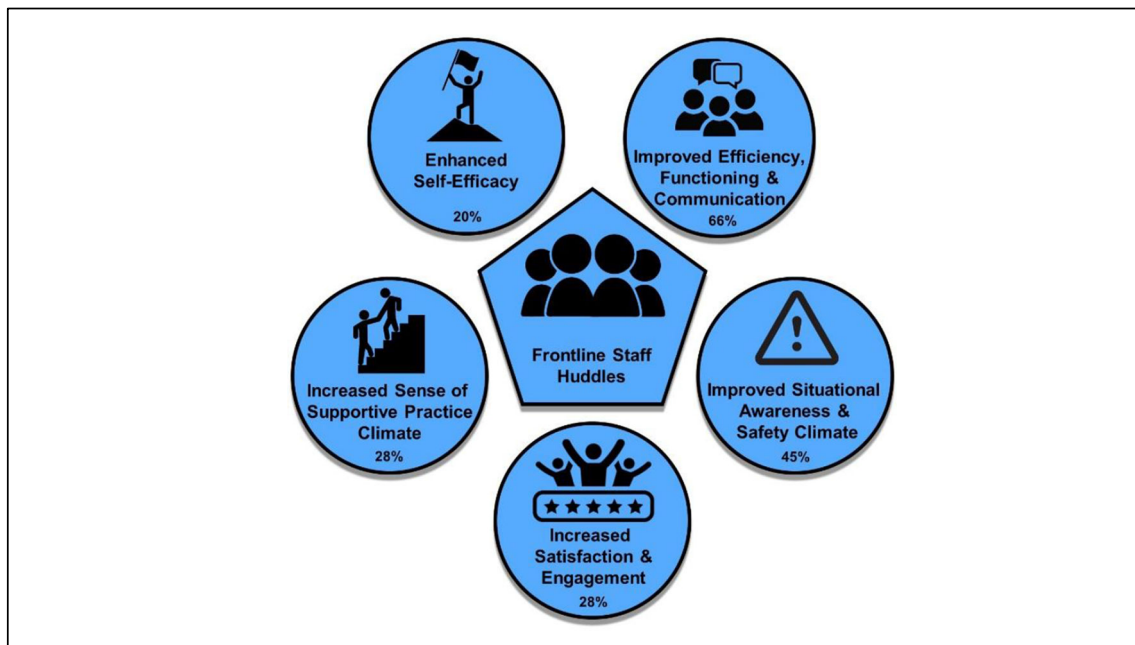 Enhanced
Self-Efficacy
20%
Improved Efficiency,
Functioning &
Communication
66%
Frontline Staff
Huddles
Increased Sense of
Supportive Practice
Climate
28%
Improved Situational
Awareness &
Safety Climate
45%
Increased
Satisfaction &
Engagement
28%